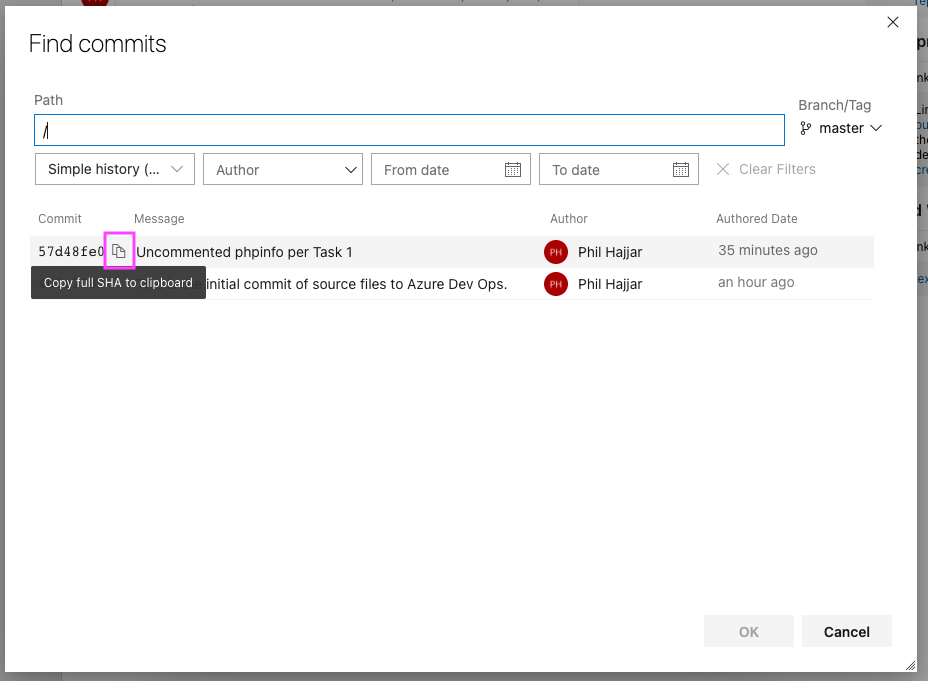 Find commits
Path
Branch/Tag
/
master
Simple history (...
Author
From date
To date
Clear Filters
Commit Message Author Authored Date
57d48fe0 Uncommented phpinfo per Task 1 PH Phil Hajjar 35 minutes ago
Copy full SHA to clipboard
initial commit of source files to Azure Dev Ops. PH Phil Hajjar an hour ago
OK Cancel